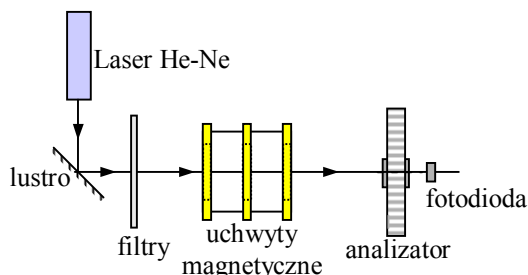 Laser He-Ne
lustro
filtry
uchwyty
magnetyczne
analizator
fotodioda